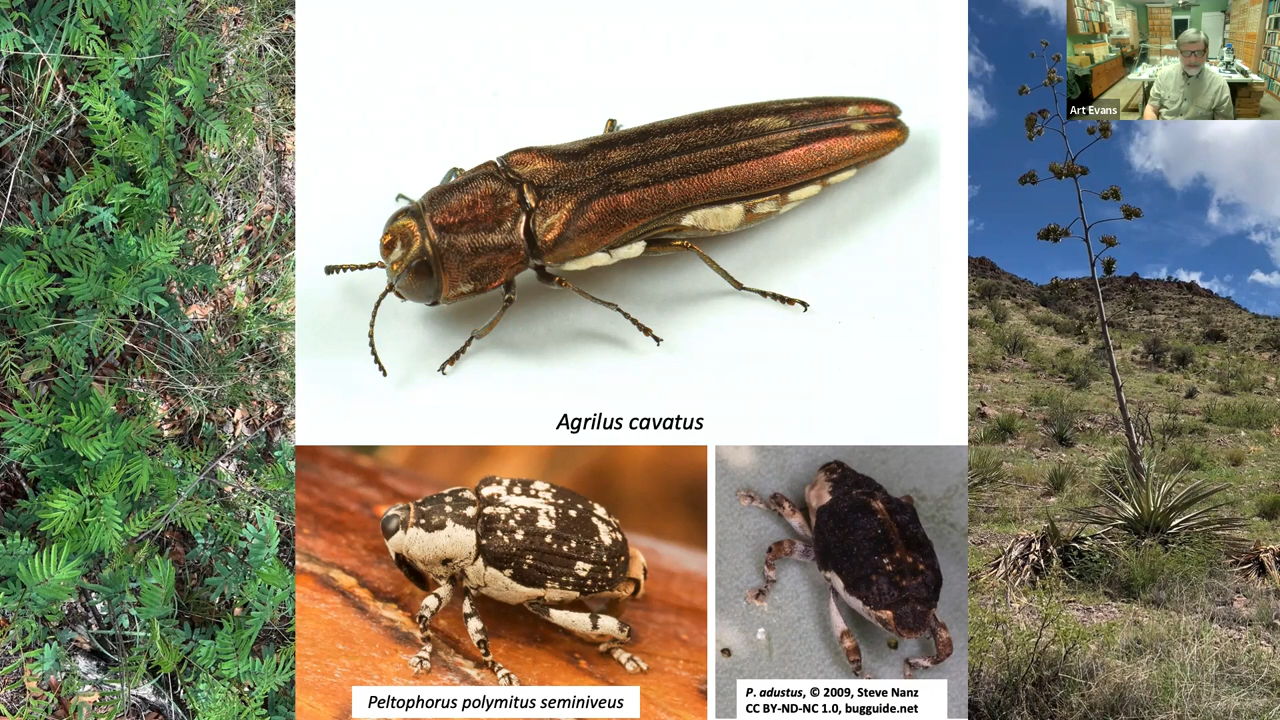 Art Evans
Agrilus cavatus
Peltophorus polymitus seminiveus
P. adustus, © 2009, Steve Nanz
CC BY-ND-NC 1.0, bugguide.net